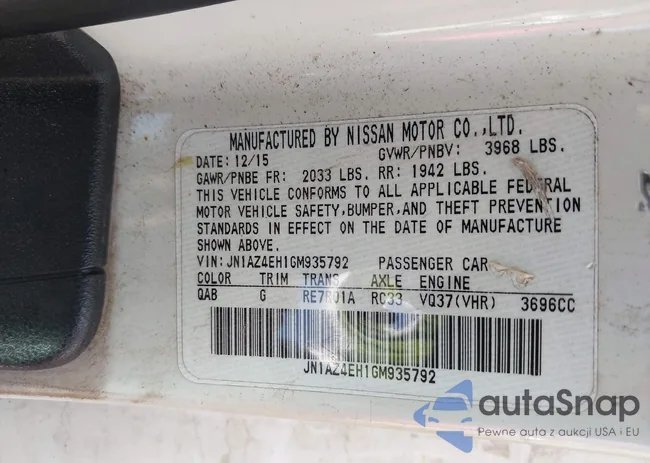 MANUFACTURED BY NISSAN MOTOR CO.,LTD.
DATE: 12/15 GVWR/PNBV: 3968 LBS.
GAWR/PNBE FR: 2033 LBS. RR: 1942 LBS.
THIS VEHICLE CONFORMS TO ALL APPLICABLE FEDERAL
MOTOR VEHICLE SAFETY,BUMPER,AND THEFT PREVENTION
STANDARDS IN EFFECT ON THE DATE OF MANUFACTURE
SHOWN ABOVE.
VIN: JN1AZ4EH1GM935792 PASSENGER CAR
COLOR TRIM TRANS AXLE ENGINE
QAB G RE7R01A RC33 VQ37(VHR) 3696CC
JN1AZ4EH1GM935792
autoSnap
Pewne auta z aukcji USA i EU